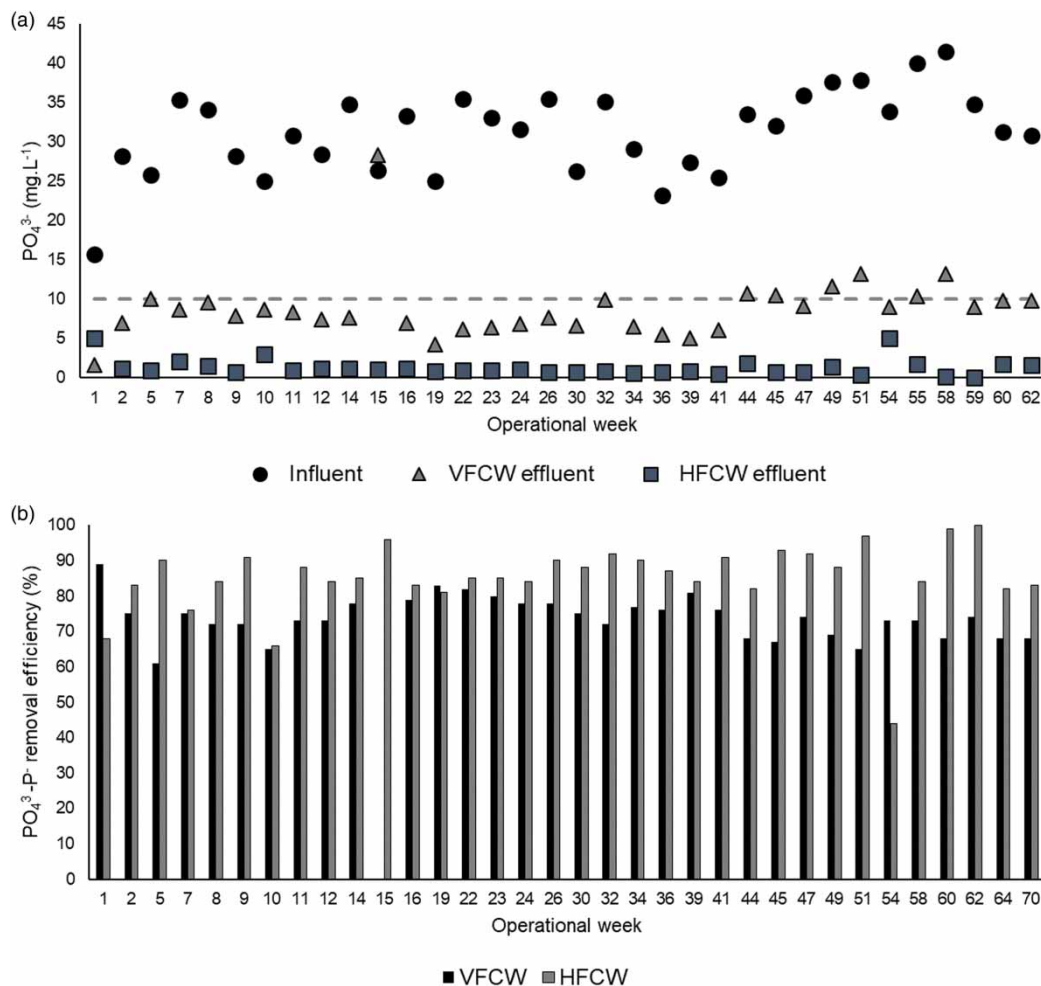 (a)
45
40
35
30
25
20
15
10
5
0
PO₄³⁻ (mg.L⁻¹)
1 2 5 7 8 9 10 11 12 14 15 16 19 22 23 24 26 30 32 34 36 39 41 44 45 47 49 51 54 55 58 59 60 62
Operational week
Influent VFCW effluent HFCW effluent
(b)
100
90
80
70
60
50
40
30
20
10
0
PO₄³-P⁻ removal efficiency (%)
1 2 5 7 8 9 10 11 12 14 15 16 19 22 23 24 26 30 32 34 36 39 41 44 45 47 49 51 54 58 60 62 64 70
Operational week
VFCW HFCW